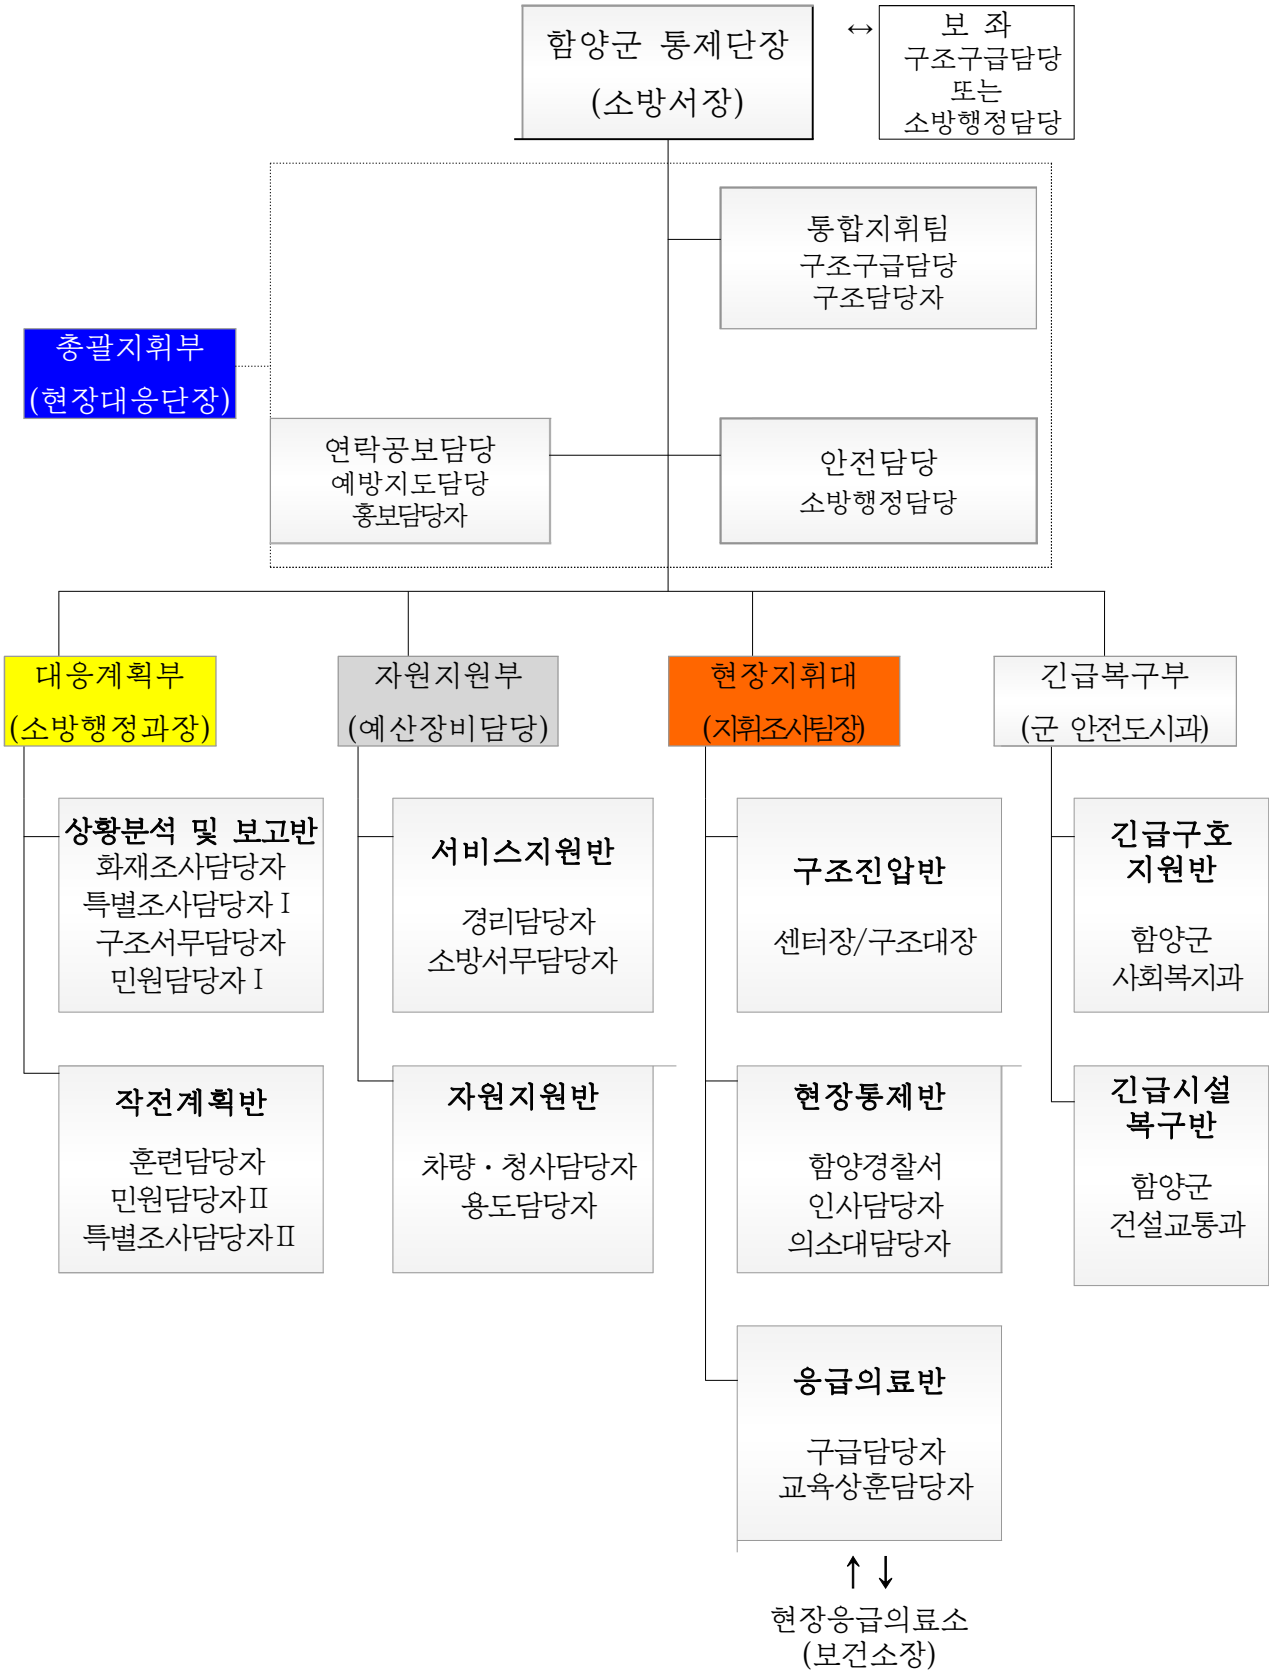 함양군 통제단장
(소방서장)
↔
보 좌
구조구급담당
또는
소방행정담당
통합지휘팀
구조구급담당
구조담당자
총괄지휘부
(현장대응단장)
연락공보담당
예방지도담당
홍보담당자
안전담당
소방행정담당
대응계획부
(소방행정과장)
자원지원부
(예산장비담당)
현장지휘대
(지휘조사팀장)
긴급복구부
(군 안전도시과)
상황분석 및 보고반
화재조사담당자
특별조사담당자Ⅰ
구조서무담당자
민원담당자Ⅰ
서비스지원반
경리담당자
소방서무담당자
구조진압반
센터장/구조대장
긴급구호
지원반
함양군
사회복지과
작전계획반
훈련담당자
민원담당자Ⅱ
특별조사담당자Ⅱ
자원지원반
차량·청사담당자
용도담당자
현장통제반
함양경찰서
인사담당자
의소대담당자
긴급시설
복구반
함양군
건설교통과
응급의료반
구급담당자
교육상훈담당자
↑↓
현장응급의료소
(보건소장)